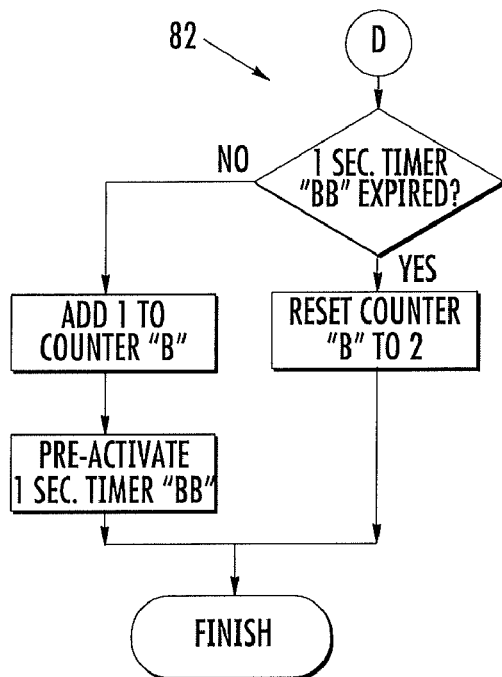 82
D
1 SEC. TIMER
"BB" EXPIRED?
NO
YES
ADD 1 TO
COUNTER "B"
RESET COUNTER
"B" TO 2
PRE-ACTIVATE
1 SEC. TIMER "BB"
FINISH